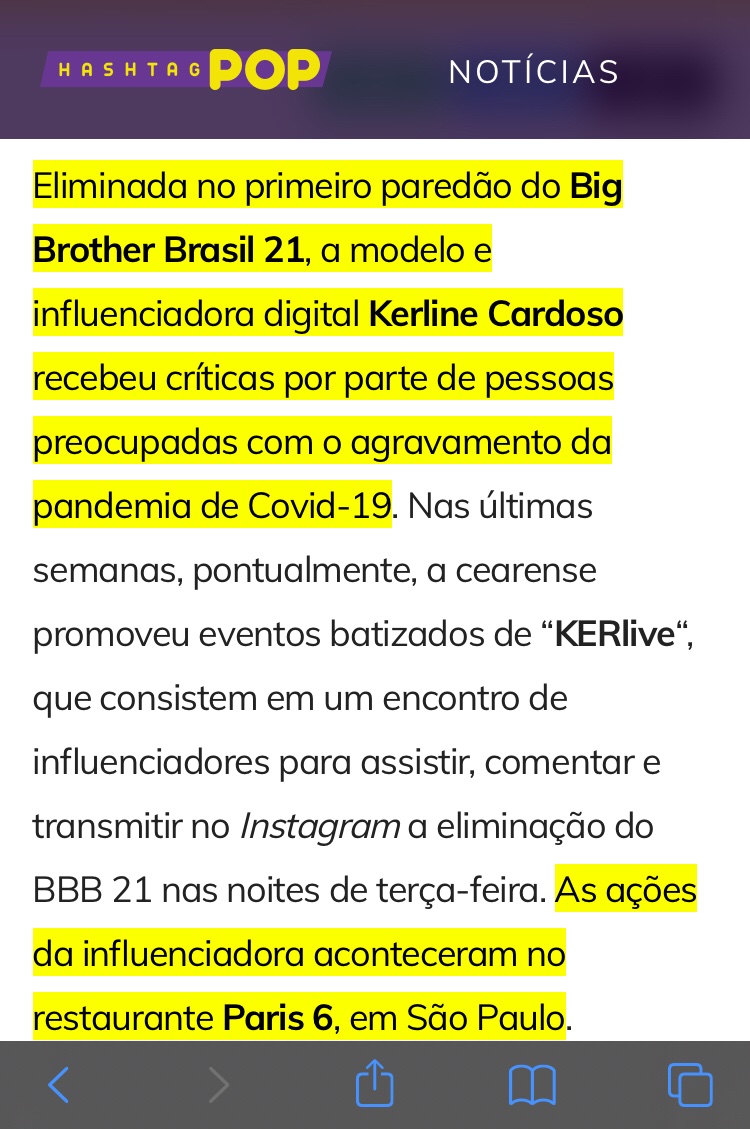 HASHTAGPOP
NOTÍCIAS
Eliminada no primeiro paredão do Big
Brother Brasil 21, a modelo e
influenciadora digital Kerline Cardoso
recebeu críticas por parte de pessoas
preocupadas com o agravamento da
pandemia de Covid-19. Nas últimas
semanas, pontualmente, a cearense
promoveu eventos batizados de “KERlive“,
que consistem em um encontro de
influenciadores para assistir, comentar e
transmitir no Instagram a eliminação do
BBB 21 nas noites de terça-feira. As ações
da influenciadora aconteceram no
restaurante Paris 6, em São Paulo.